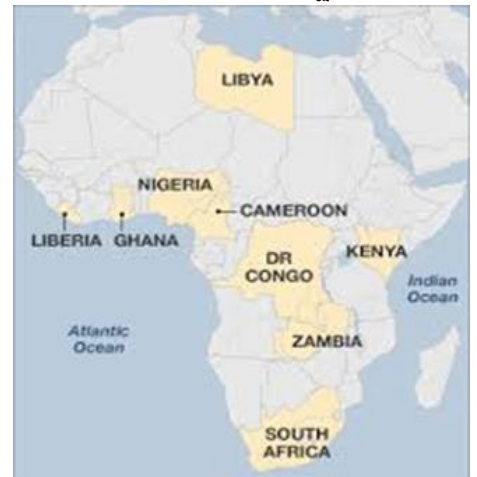 LIBYA
NIGERIA
CAMEROON
LIBERIA GHANA
DR
CONGO
KENYA
Indian
Ocean
Atlantic
Ocean
ZAMBIA
SOUTH
AFRICA